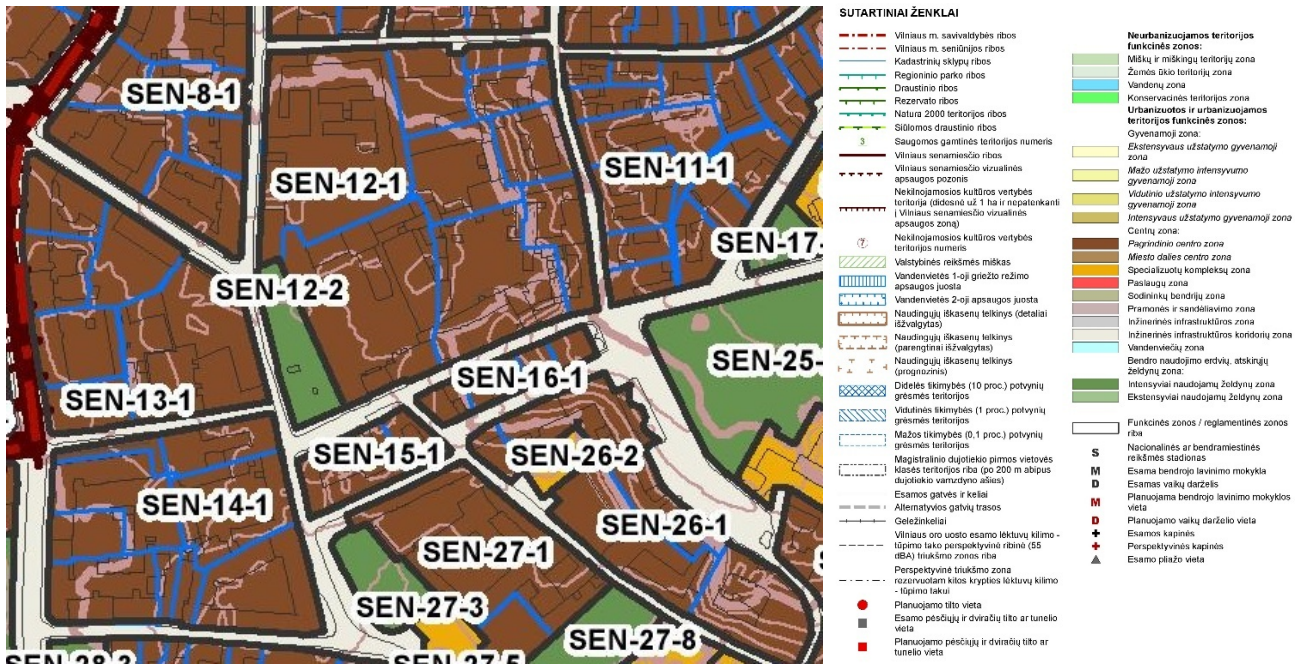 SEN-8-1
SEN-12-1
SEN-11-1
SEN-17-
SEN-12-2
SEN-25-
SEN-16-1
SEN-13-1
SEN-15-1
SEN-26-2
SEN-14-1
SEN-26-1
SEN-27-1
SEN-27-3
SEN-27-8
SEN-27-5
SEN-28-3
SUTARTINIAI ŽENKLAI
Vilniaus m. savivaldybės ribos
Vilniaus m. seniūnijos ribos
Kadastrinių sklypų ribos
Regioninio parko ribos
Draustinio ribos
Rezervato ribos
Natura 2000 teritorijos ribos
Siūlomos draustinio ribos
3
Saugomos gamtinės teritorijos numeris
Vilniaus senamiesčio ribos
Vilniaus senamiesčio vizualinės
apsaugos pozonis
Nekilnojamosios kultūros vertybės
teritorija (didesnė už 1 ha ir nepatenkanti
į Vilniaus senamiesčio vizualinės
apsaugos zoną)
7
Nekilnojamosios kultūros vertybės
teritorijos numeris
Valstybinės reikšmės miškas
Vandenvietės 1-oji griežto režimo
apsaugos juosta
Vandenvietės 2-oji apsaugos juosta
Naudingųjų iškasenų telkinys (detaliai
išžvalgytas)
Naudingųjų iškasenų telkinys
(parengtinai išžvalgytas)
Naudingųjų iškasenų telkinys
(prognozinis)
Didelės tikimybės (10 proc.) potvynių
grėsmės teritorijos
Vidutinės tikimybės (1 proc.) potvynių
grėsmės teritorijos
Mažos tikimybės (0,1 proc.) potvynių
grėsmės teritorijos
Magistralinio dujotiekio pirmos vietovės
klasės teritorijos riba (po 200 m abipus
dujotiekio vamzdyno ašies)
Esamos gatvės ir keliai
Alternatyvios gatvių trasos
Geležinkeliai
Vilniaus oro uosto esamo lėktuvų kilimo -
tūpimo tako perspektyvinė ribinė (55
dBA) triukšmo zonos riba
Perspektyvinė triukšmo zona
rezervuotam kitos krypties lėktuvų kilimo
- tūpimo takui
Planuojamo tilto vieta
Esamo pėsčiųjų ir dviračių tilto ar tunelio
vieta
Planuojamo pėsčiųjų ir dviračių tilto ar
tunelio vieta
Neurbanizuojamos teritorijos
funkcinės zonos:
Miškų ir miškingų teritorijų zona
Žemės ūkio teritorijų zona
Vandenų zona
Konservacinės teritorijos zona
Urbanizuotos ir urbanizuojamos
teritorijos funkcinės zonos:
Gyvenamoji zona:
Ekstensyvaus užstatymo gyvenamoji
zona
Mažo užstatymo intensyvumo
gyvenamoji zona
Vidutinio užstatymo intensyvumo
gyvenamoji zona
Intensyvaus užstatymo gyvenamoji zona
Centrų zona:
Pagrindinio centro zona
Miesto dalies centro zona
Specializuotų kompleksų zona
Paslaugų zona
Sodininkų bendrijų zona
Pramonės ir sandėliavimo zona
Inžinerinės infrastruktūros zona
Inžinerinės infrastruktūros koridorių zona
Vandenviečių zona
Bendro naudojimo erdvių, atskirųjų
želdynų zona:
Intensyviai naudojamų želdynų zona
Ekstensyviai naudojamų želdynų zona
Funkcinės zonos / reglamentinės zonos
riba
S
Nacionalinės ar bendramiestinės
reikšmės stadionas
M
Esama bendrojo lavinimo mokykla
D
Esamas vaikų darželis
M
Planuojama bendrojo lavinimo mokyklos
vieta
D
Planuojamo vaikų darželio vieta
Esamos kapinės
Perspektyvinės kapinės
Esamo pliažo vieta